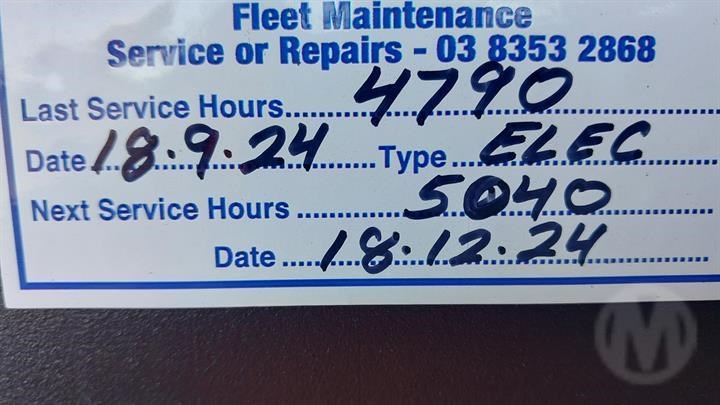 Fleet Maintenance
Service or Repairs - 03 8353 2868
Last Service Hours 4790
Date 18.9.24 Type ELEC
Next Service Hours 5040
Date 18.12.24
M